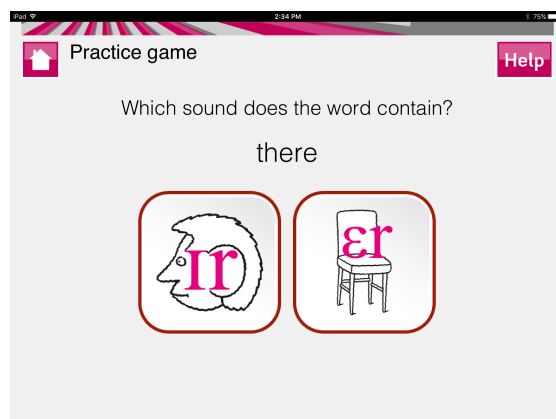 iPad 2:34 PM 75%
Practice game
Help
Which sound does the word contain?
there
ɪr ɛr